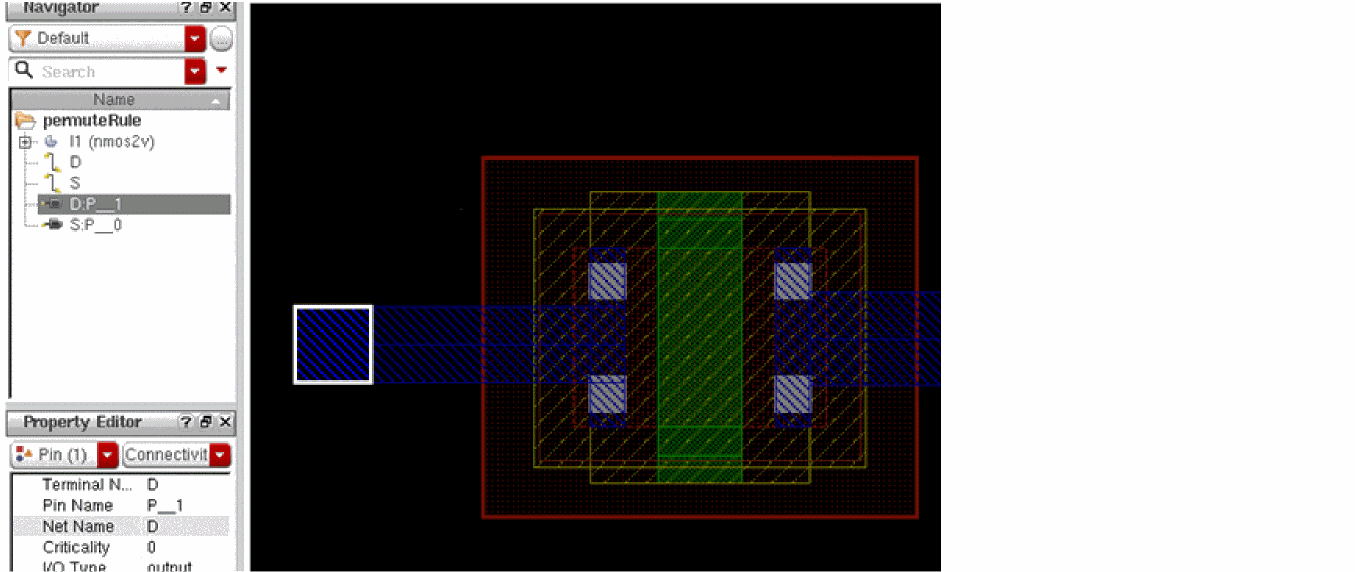 Navigator
Default
Search
Name
permuteRule
I1 (nmos2v)
D
S
D:P__1
S:P__0
Property Editor
Pin (1) Connectivit
Terminal N... D
Pin Name P__1
Net Name D
Criticality 0
I/O Type output